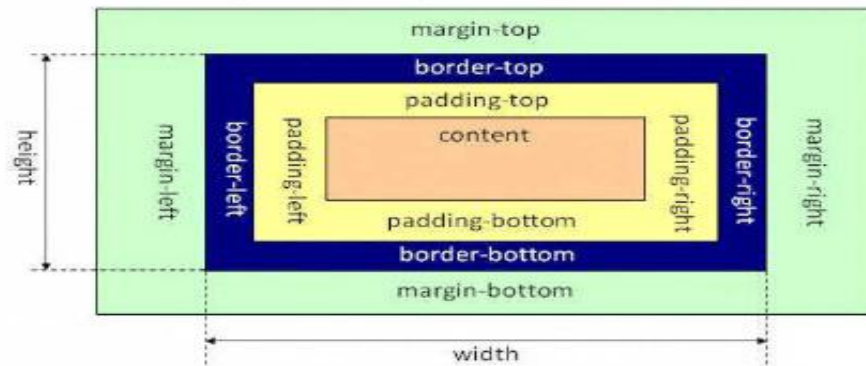 margin-top
border-top
padding-top
content
height
margin-left
border-left
padding-left
padding-right
border-right
margin-right
padding-bottom
border-bottom
margin-bottom
width